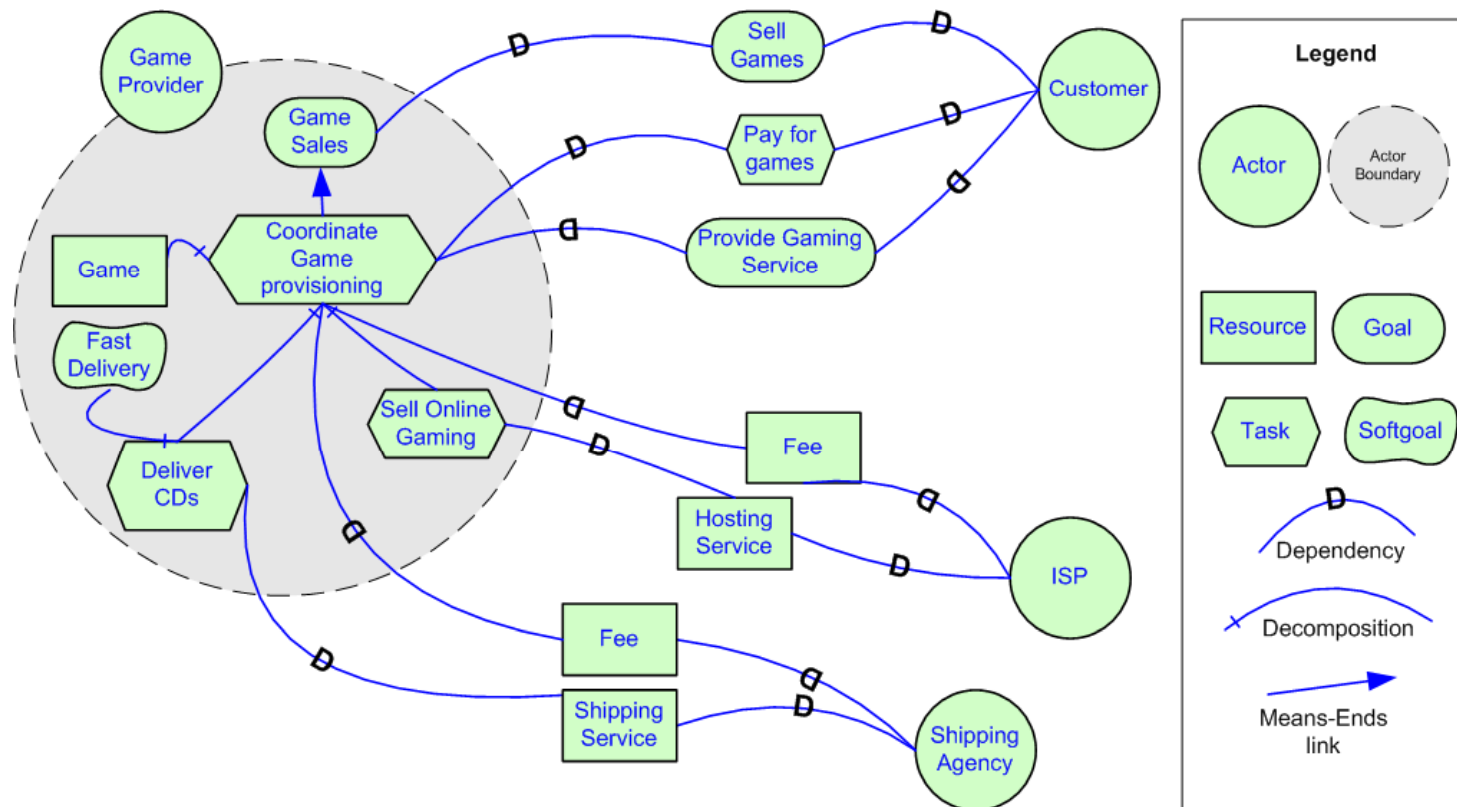 Game
Provider
Game
Sales
D
Sell
Games
D
Customer
D
Pay for
games
D
Coordinate
Game
provisioning
D
Provide Gaming
Service
D
Game
Fast
Delivery
Sell Online
Gaming
Deliver
CDs
D
D
Fee
D
Hosting
Service
D
ISP
D
Fee
D
D
Shipping
Service
D
Shipping
Agency
Legend
Actor
Actor
Boundary
Resource
Goal
Task
Softgoal
D
Dependency
Decomposition
Means-Ends
link